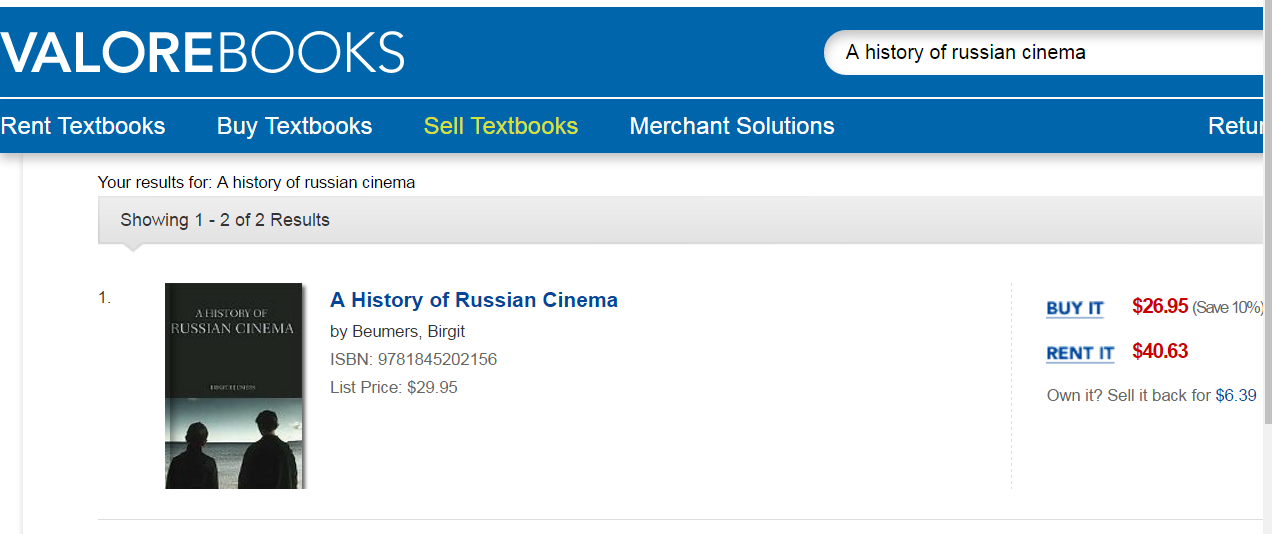 VALOREBOOKS
A history of russian cinema
Rent Textbooks Buy Textbooks Sell Textbooks Merchant Solutions Retur
Your results for: A history of russian cinema
Showing 1 - 2 of 2 Results
1.
A HISTORY OF
RUSSIAN CINEMA
BIRGIT BEUMERS
A History of Russian Cinema
by Beumers, Birgit
ISBN: 9781845202156
List Price: $29.95
BUY IT $26.95 (Save 10%)
RENT IT $40.63
Own it? Sell it back for $6.39